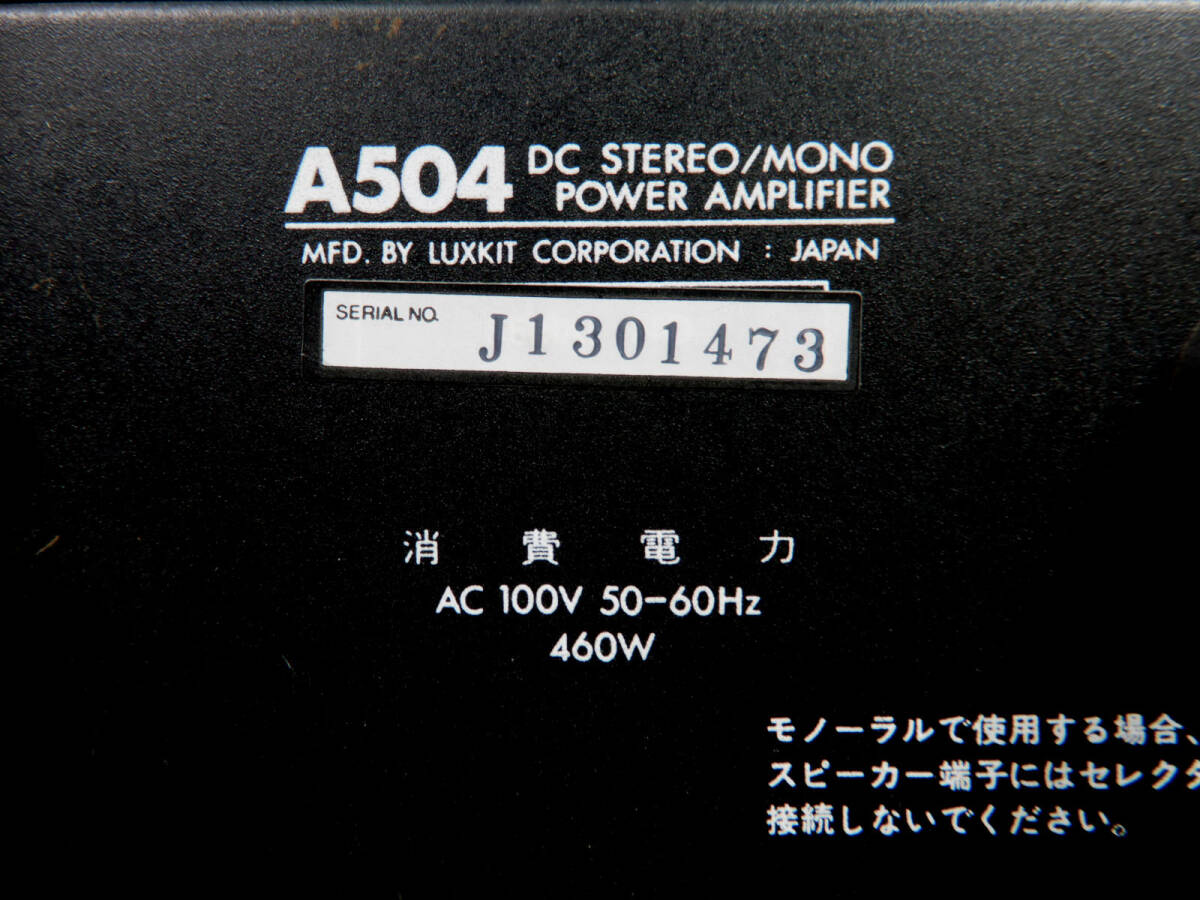 A504 DC STEREO/MONO
POWER AMPLIFIER
MFD. BY LUXKIT CORPORATION : JAPAN
SERIAL NO. J1301473
消費電力
AC 100V 50-60Hz
460W
モノーラルで使用する場合、
スピーカー端子にはセレクタ
接続しないでください。